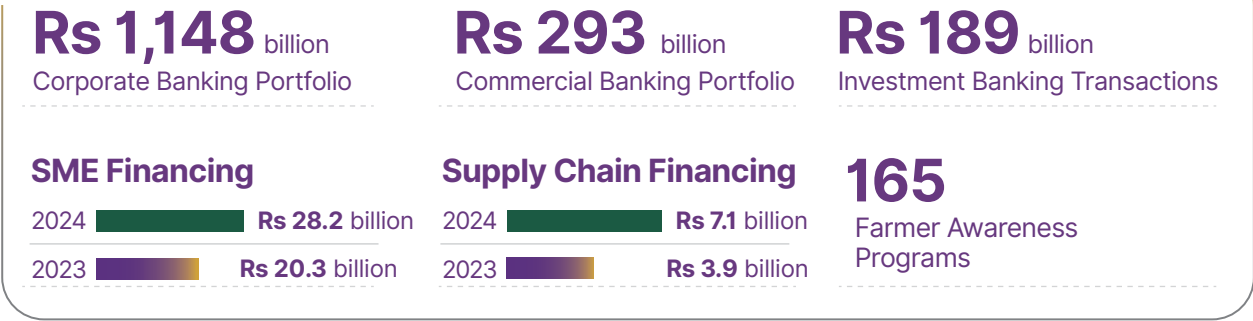 Rs 1,148 billion
Corporate Banking Portfolio
Rs 293 billion
Commercial Banking Portfolio
Rs 189 billion
Investment Banking Transactions
SME Financing
2024 Rs 28.2 billion
2023 Rs 20.3 billion
Supply Chain Financing
2024 Rs 7.1 billion
2023 Rs 3.9 billion
165
Farmer Awareness
Programs